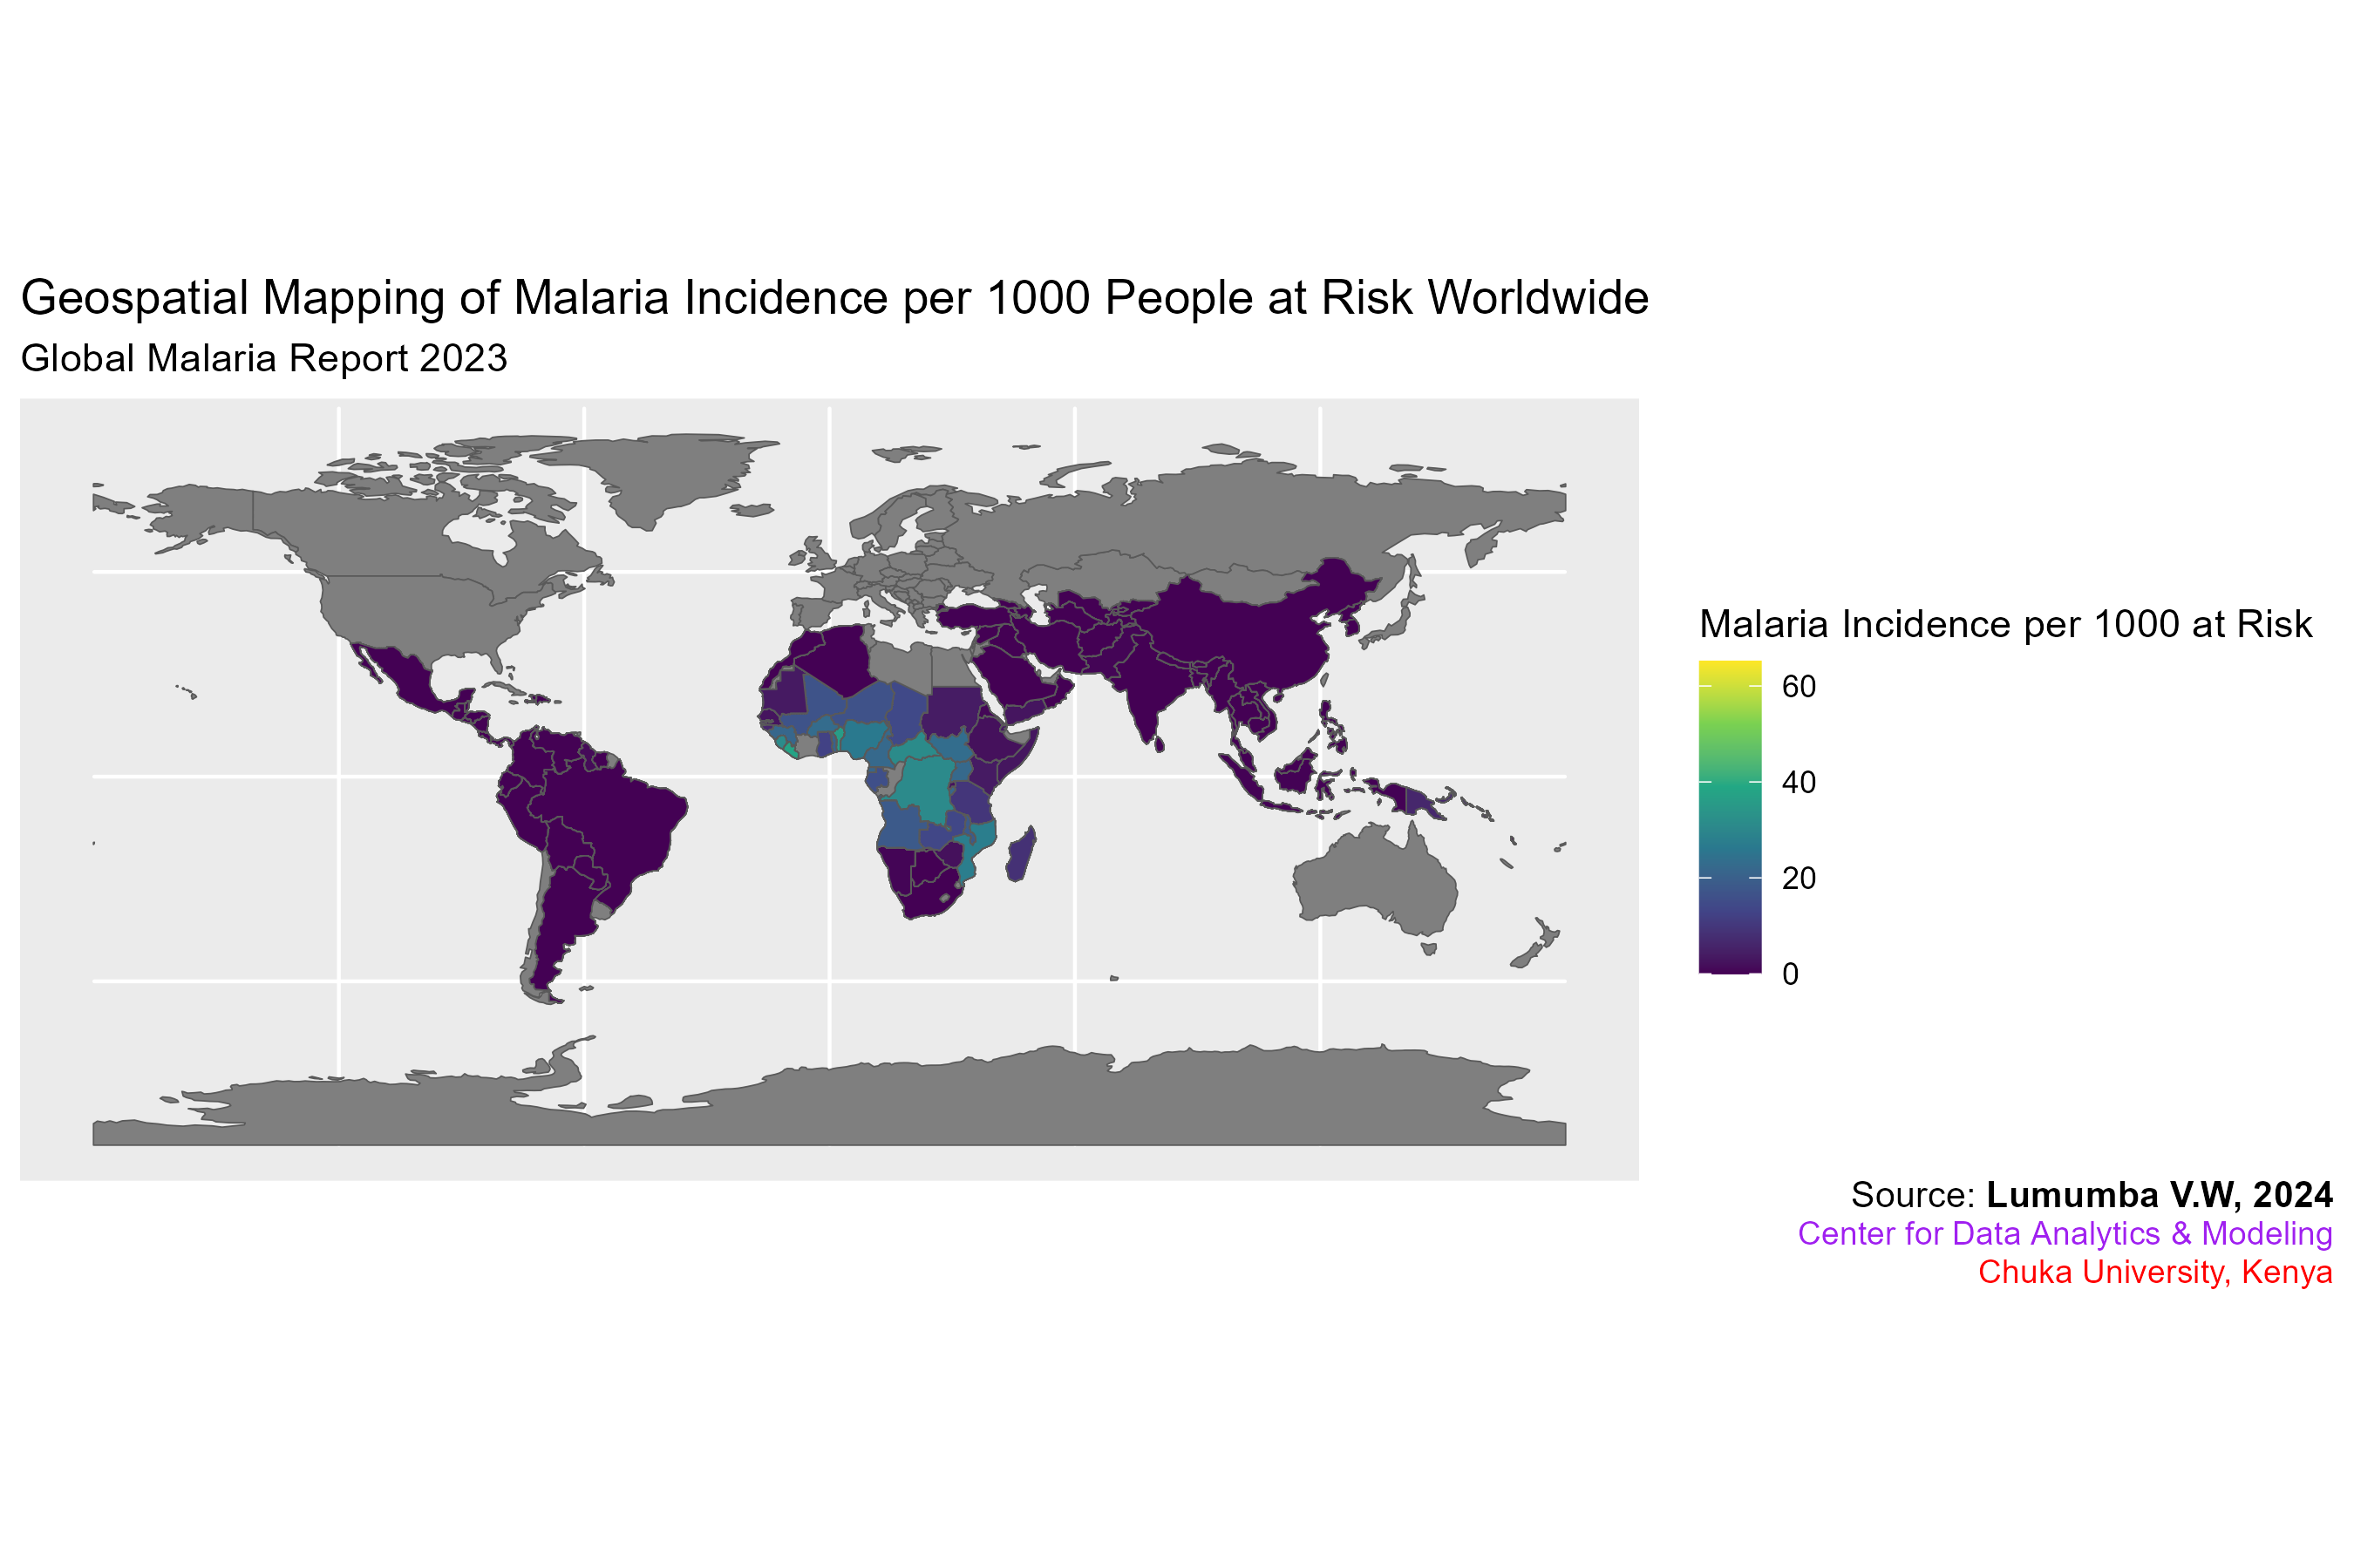 Geospatial Mapping of Malaria Incidence per 1000 People at Risk Worldwide
Global Malaria Report 2023
Malaria Incidence per 1000 at Risk
60
40
20
0
Source: Lumumba V.W, 2024
Center for Data Analytics & Modeling
Chuka University, Kenya